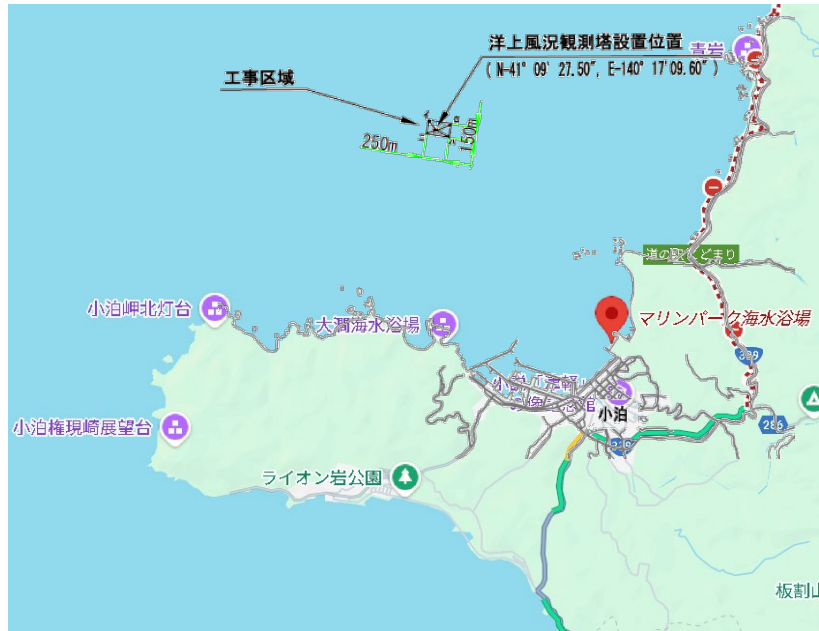 洋上風況観測塔設置位置
( N-41° 09' 27.50", E-140° 17'09.60" )
青岩
工事区域
250m
150m
道の駅こどまり
小泊岬北灯台
大澗海水浴場
マリンパーク海水浴場
339
小泊
286
小泊権現崎展望台
ライオン岩公園
339
板割山